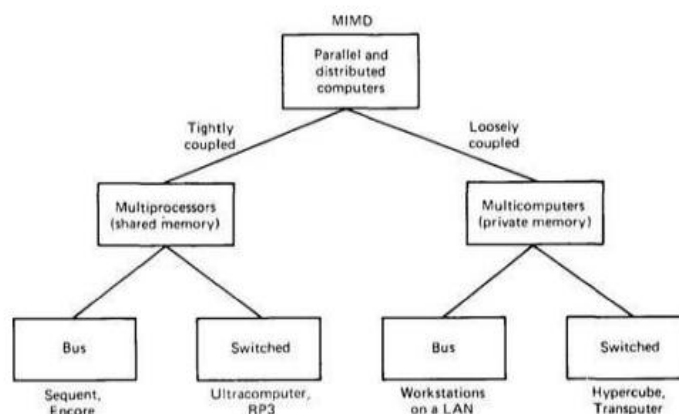 MIMD
Parallel and
distributed
computers
Tightly
coupled
Loosely
coupled
Multiprocessors
(shared memory)
Multicomputers
(private memory)
Bus
Switched
Bus
Switched
Sequent,
Encore
Ultracomputer,
RP3
Workstations
on a LAN
Hypercube,
Transputer